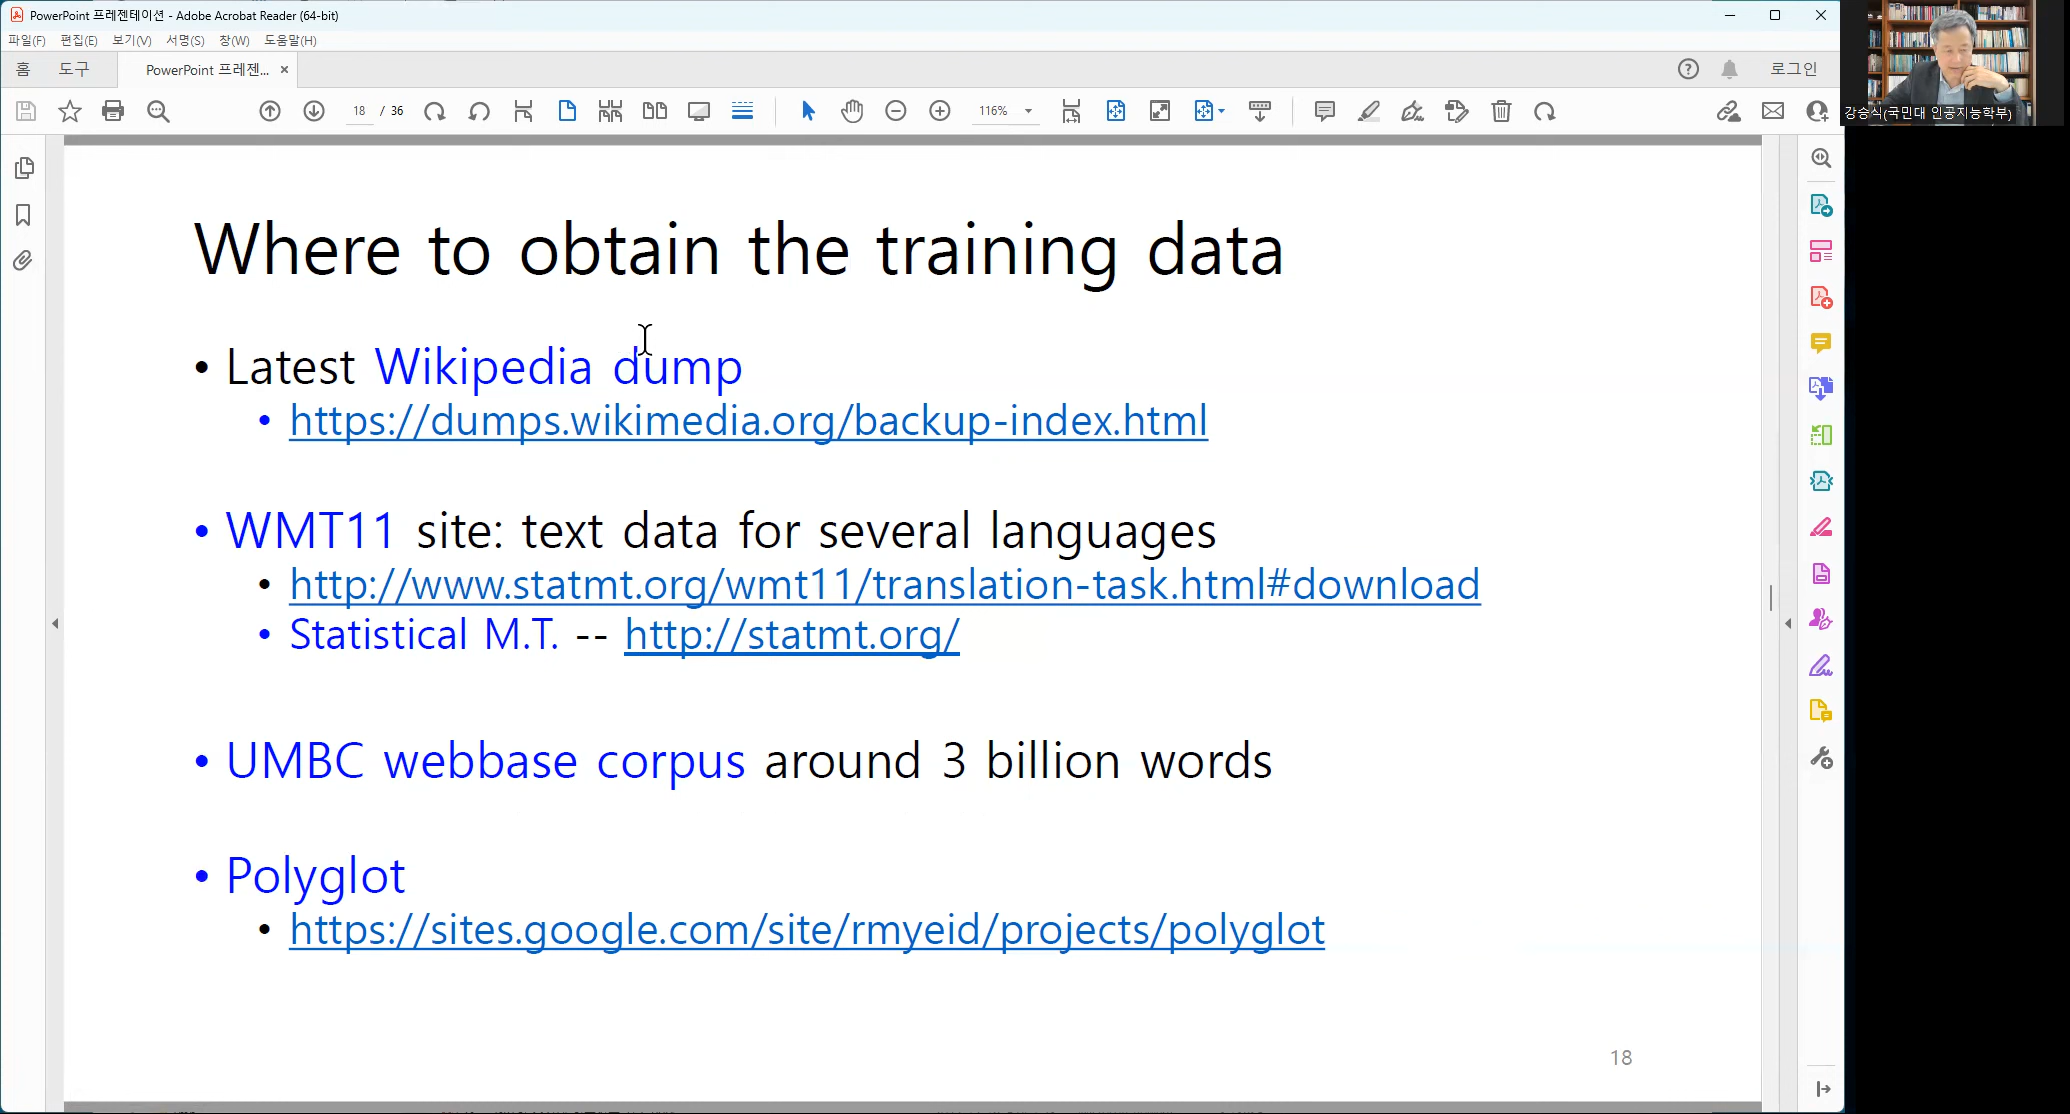 PowerPoint 프레젠테이션 - Adobe Acrobat Reader (64-bit)
파일(F) 편집(E) 보기(V) 서명(S) 창(W) 도움말(H)
홈 도구 PowerPoint 프레젠... × 로그인
18 / 36 116%
강승식(국민대 인공지능학부)
Where to obtain the training data
• Latest Wikipedia dump
• https://dumps.wikimedia.org/backup-index.html
• WMT11 site: text data for several languages
• http://www.statmt.org/wmt11/translation-task.html#download
• Statistical M.T. -- http://statmt.org/
• UMBC webbase corpus around 3 billion words
• Polyglot
• https://sites.google.com/site/rmyeid/projects/polyglot
18